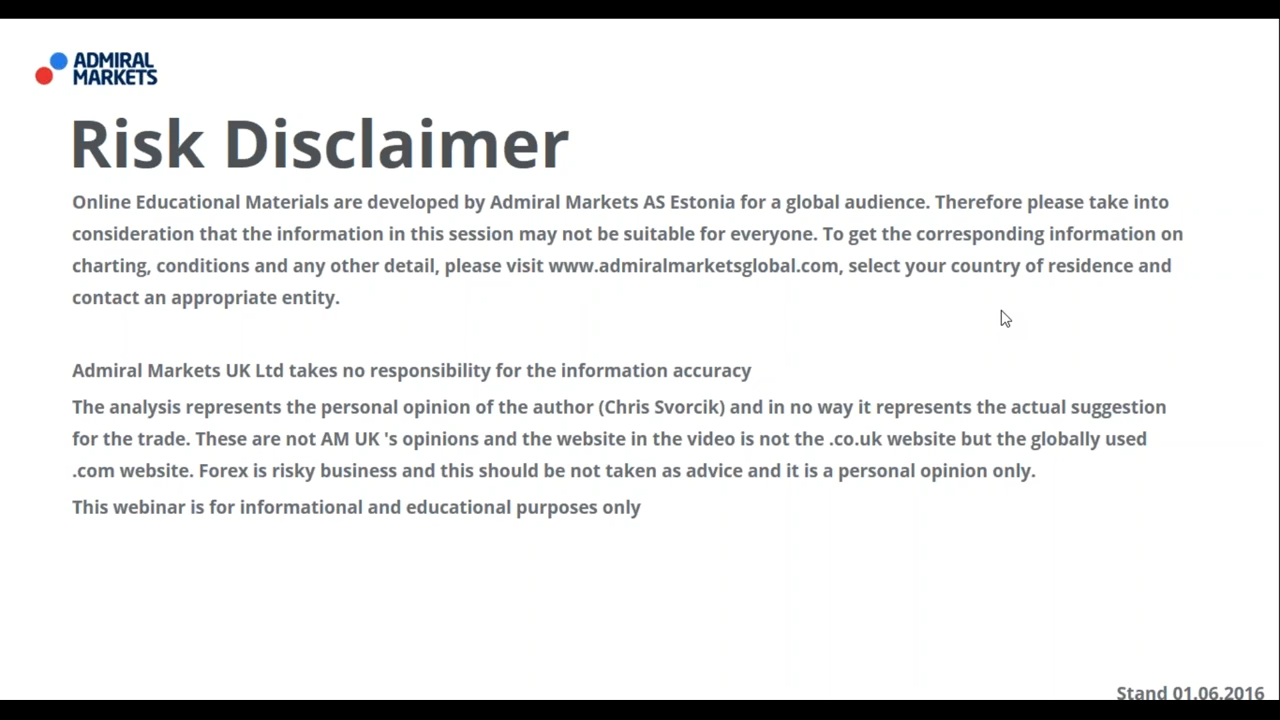 ADMIRAL
MARKETS
Risk Disclaimer
Online Educational Materials are developed by Admiral Markets AS Estonia for a global audience. Therefore please take into
consideration that the information in this session may not be suitable for everyone. To get the corresponding information on
charting, conditions and any other detail, please visit www.admiralmarketsglobal.com, select your country of residence and
contact an appropriate entity.
Admiral Markets UK Ltd takes no responsibility for the information accuracy
The analysis represents the personal opinion of the author (Chris Svorcik) and in no way it represents the actual suggestion
for the trade. These are not AM UK 's opinions and the website in the video is not the .co.uk website but the globally used
.com website. Forex is risky business and this should be not taken as advice and it is a personal opinion only.
This webinar is for informational and educational purposes only
Stand 01.06.2016